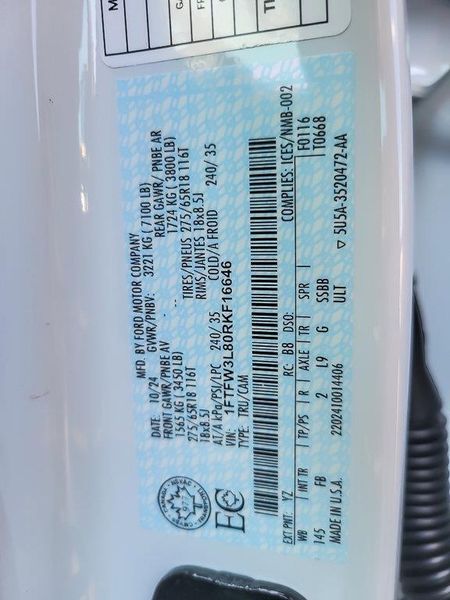 MFD. BY FORD MOTOR COMPANY
10/24 GVWR/PNBV: 3221 KG (7100 LB)
FRONT GAWR/ PNBE AV REAR GAWR/ PNBE AR
1565 KG (3450 LB) 1724 KG (3800 LB)
275/65R18 116T TIRES/PNEUS 275/65R18 116T
18x8.5J RIMS/JANTES 18x8.5J
AT/A kPa/PSI/LPC 240/35 COLD/A FROID 240/35
VIN: 1FTFW3L80RKF16646
TYPE: TRU/CAM
EC
COMPLIES: ICES/NMB-002
EXT PNT: YZ RC: BB DSO: F0116
T0668
WB INT TR TP/PS R AXLE TR SPR
145 FB 2 L9 G SSBB
ULT ▽ 5U5A-3520472-AA
MADE IN U.S.A. 2202410014406